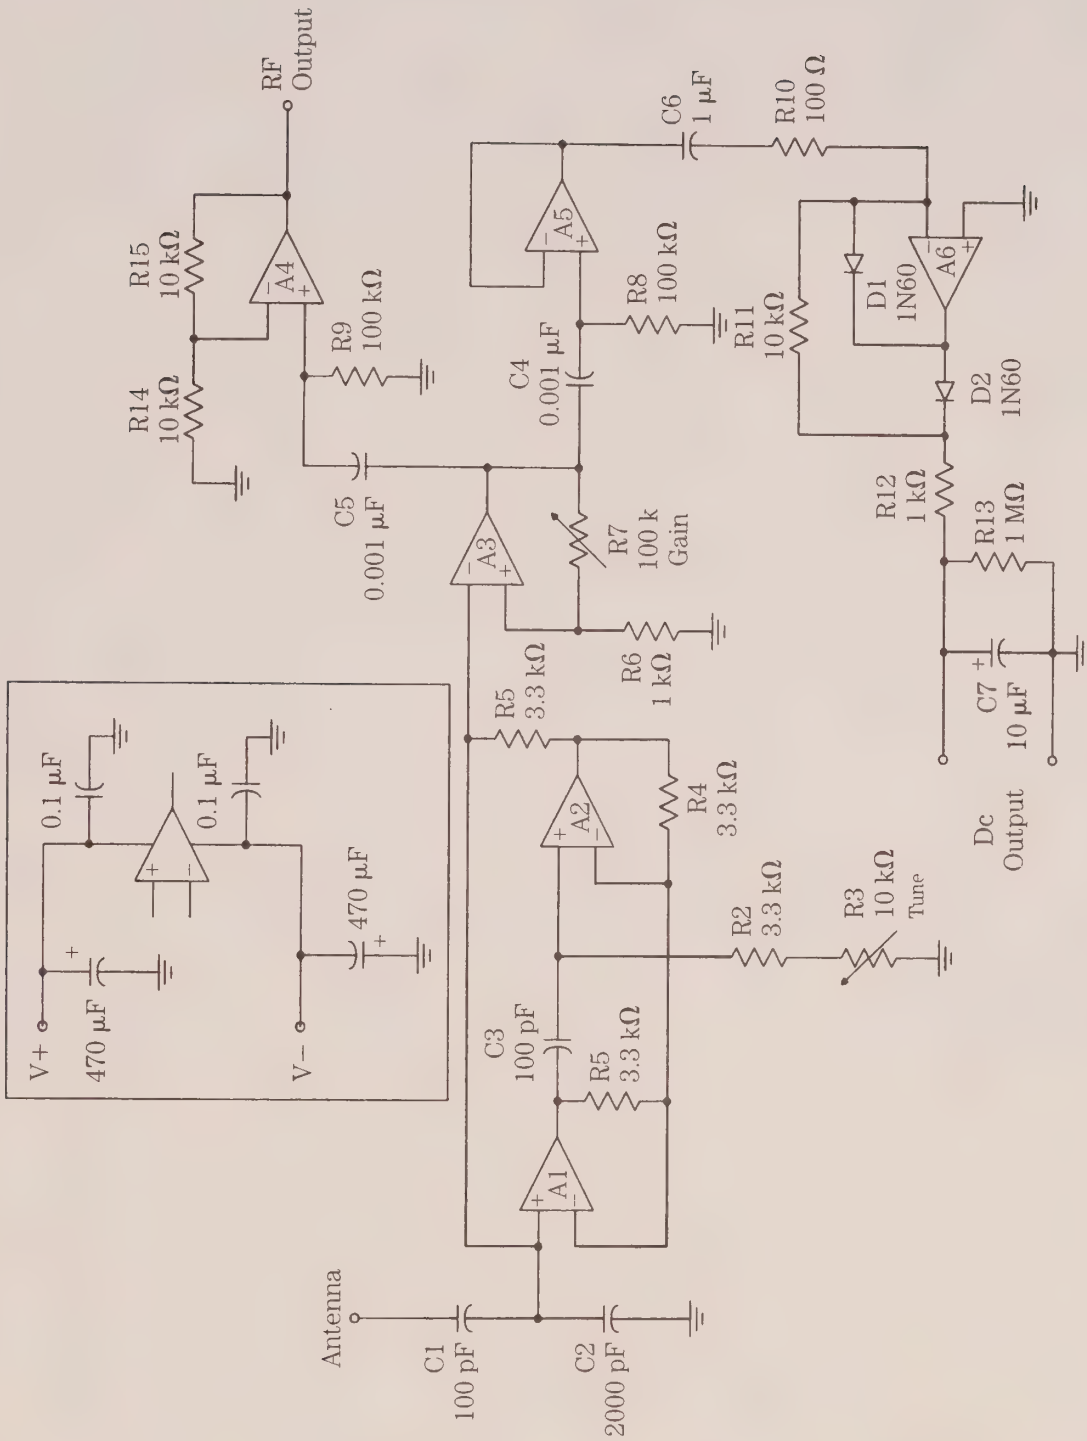 V+
470 µF
+
0.1 µF
+
−
0.1 µF
V−
470 µF
+
R14
10 kΩ
R15
10 kΩ
−
A4
+
RF
Output
R9
100 kΩ
C5
0.001 µF
−
A3
+
R7
100 k
Gain
R6
1 kΩ
C4
0.001 µF
−
A5
+
R8
100 kΩ
C6
1 µF
R10
100 Ω
Antenna
C1
100 pF
C2
2000 pF
+
A1
−
C3
100 pF
R5
3.3 kΩ
+
A2
−
R5
3.3 kΩ
R4
3.3 kΩ
R2
3.3 kΩ
R3
10 kΩ
Tune
R11
10 kΩ
D1
1N60
−
A6
+
D2
1N60
R12
1 kΩ
R13
1 MΩ
+
C7
10 µF
Dc
Output